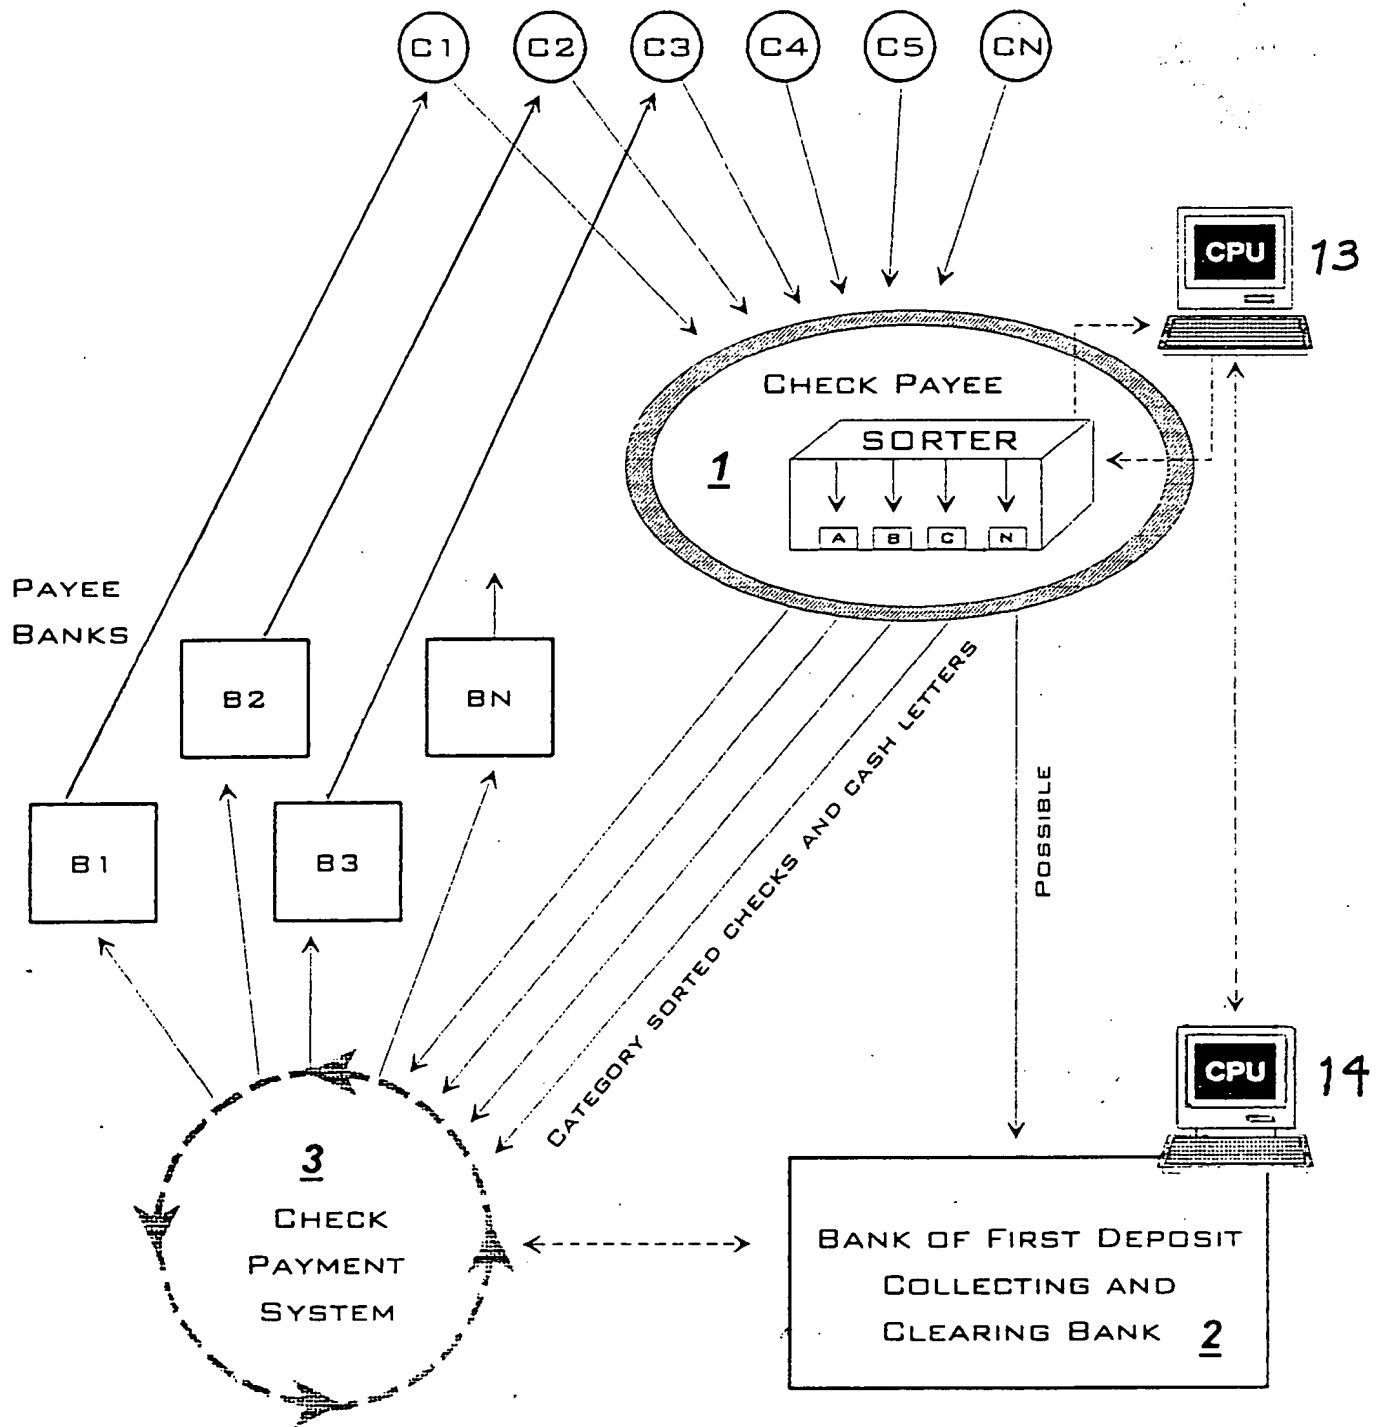 C1 C2 C3 C4 C5 CN
CPU 13
CHECK PAYEE
SORTER
1
A B C N
PAYEE
BANKS
B2
BN
B1
B3
CATEGORY SORTED CHECKS AND CASH LETTERS
POSSIBLE
CPU 14
3
CHECK
PAYMENT
SYSTEM
BANK OF FIRST DEPOSIT
COLLECTING AND
CLEARING BANK 2